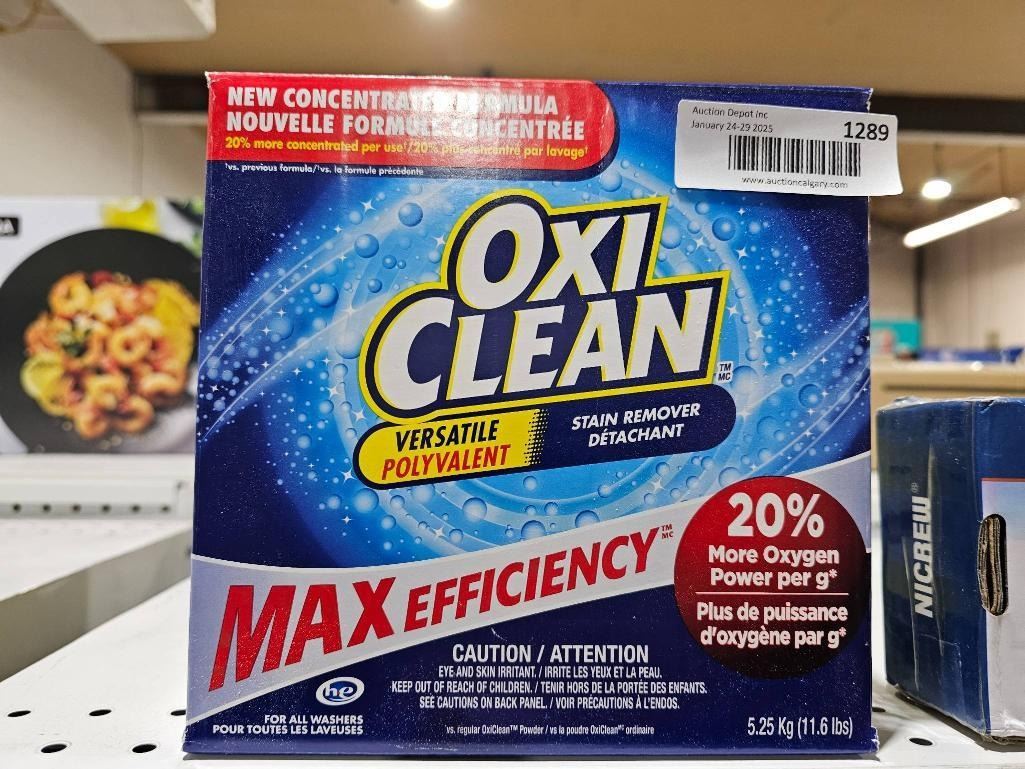 NEW CONCENTRATED FORMULA
NOUVELLE FORMULE CONCENTRÉE
20% more concentrated per use†/20% plus concentré par lavage†
†vs. previous formula/†vs. la formule précédente
Auction Depot Inc
January 24-29 2025
1289
www.auctioncalgary.com
OXI
CLEAN
TM
MC
VERSATILE
POLYVALENT
STAIN REMOVER
DÉTACHANT
MAX EFFICIENCY TM MC
20%
More Oxygen
Power per g*
Plus de puissance
d'oxygène par g*
CAUTION / ATTENTION
EYE AND SKIN IRRITANT. / IRRITE LES YEUX ET LA PEAU.
KEEP OUT OF REACH OF CHILDREN. / TENIR HORS DE LA PORTÉE DES ENFANTS.
SEE CAUTIONS ON BACK PANEL. / VOIR PRÉCAUTIONS À L'ENDOS.
he
FOR ALL WASHERS
POUR TOUTES LES LAVEUSES
*vs. regular OxiClean™ Powder / *vs la poudre OxiClean MC ordinaire
5.25 Kg (11.6 lbs)
NICREW®